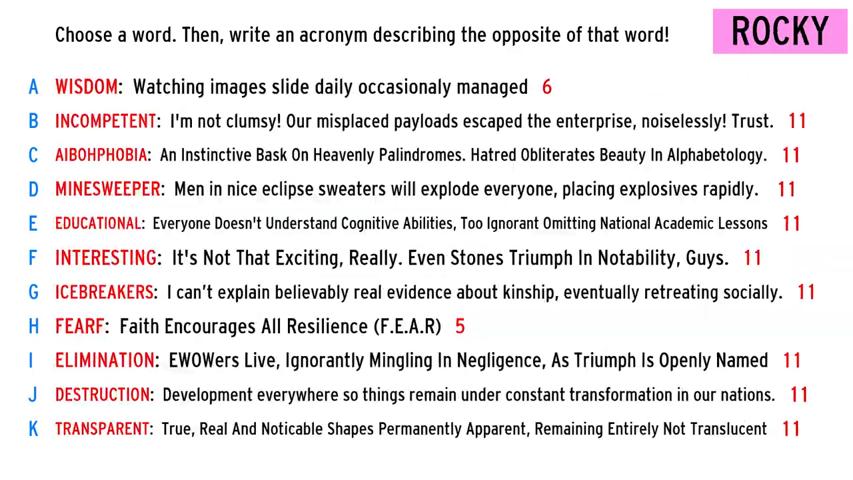 Choose a word. Then, write an acronym describing the opposite of that word!
ROCKY
A WISDOM: Watching images slide daily occasionaly managed 6
B INCOMPETENT: I'm not clumsy! Our misplaced payloads escaped the enterprise, noiselessly! Trust. 11
C AIBOHPHOBIA: An Instinctive Bask On Heavenly Palindromes. Hatred Obliterates Beauty In Alphabetology. 11
D MINESWEEPER: Men in nice eclipse sweaters will explode everyone, placing explosives rapidly. 11
E EDUCATIONAL: Everyone Doesn't Understand Cognitive Abilities, Too Ignorant Omitting National Academic Lessons 11
F INTERESTING: It's Not That Exciting, Really. Even Stones Triumph In Notability, Guys. 11
G ICEBREAKERS: I can't explain believably real evidence about kinship, eventually retreating socially. 11
H FEARF: Faith Encourages All Resilience (F.E.A.R) 5
I ELIMINATION: EWOWers Live, Ignorantly Mingling In Negligence, As Triumph Is Openly Named 11
J DESTRUCTION: Development everywhere so things remain under constant transformation in our nations. 11
K TRANSPARENT: True, Real And Noticable Shapes Permanently Apparent, Remaining Entirely Not Translucent 11